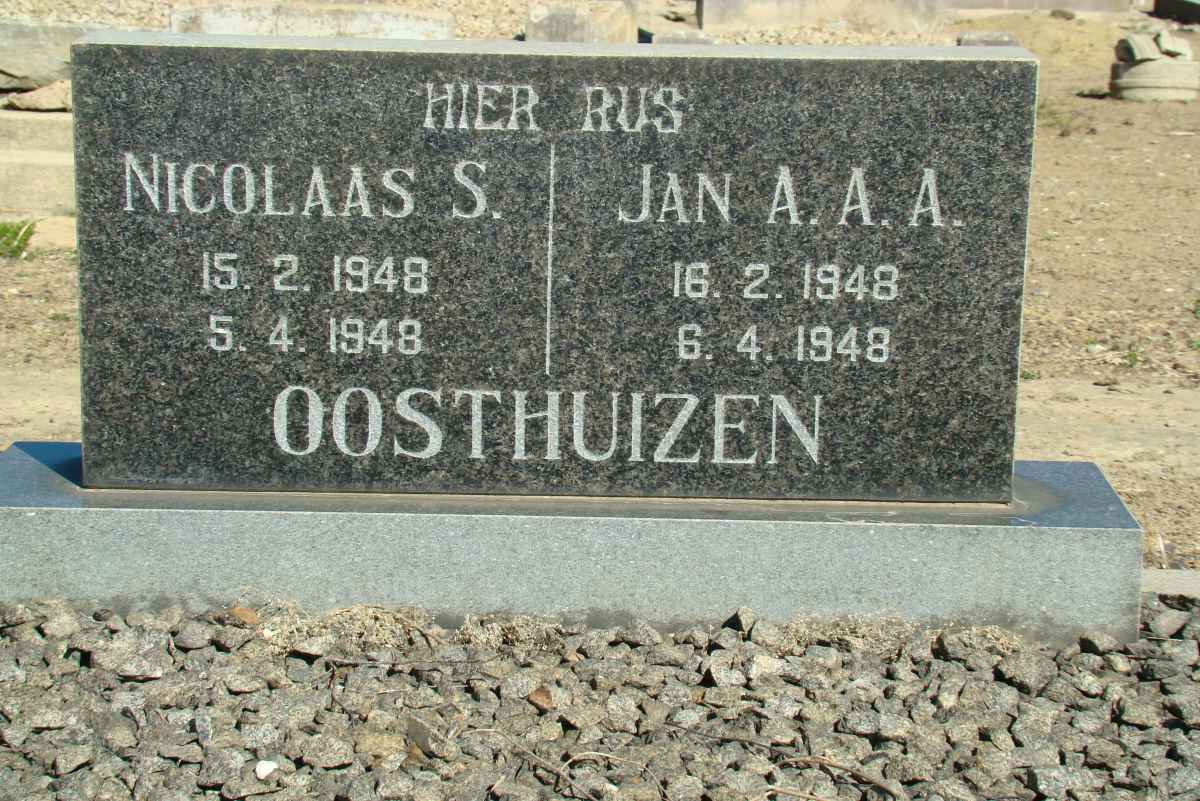 HIER RUS
NICOLAAS S.
15. 2. 1948
5. 4. 1948
JAN A. A. A.
16. 2. 1948
6. 4. 1948
OOSTHUIZEN